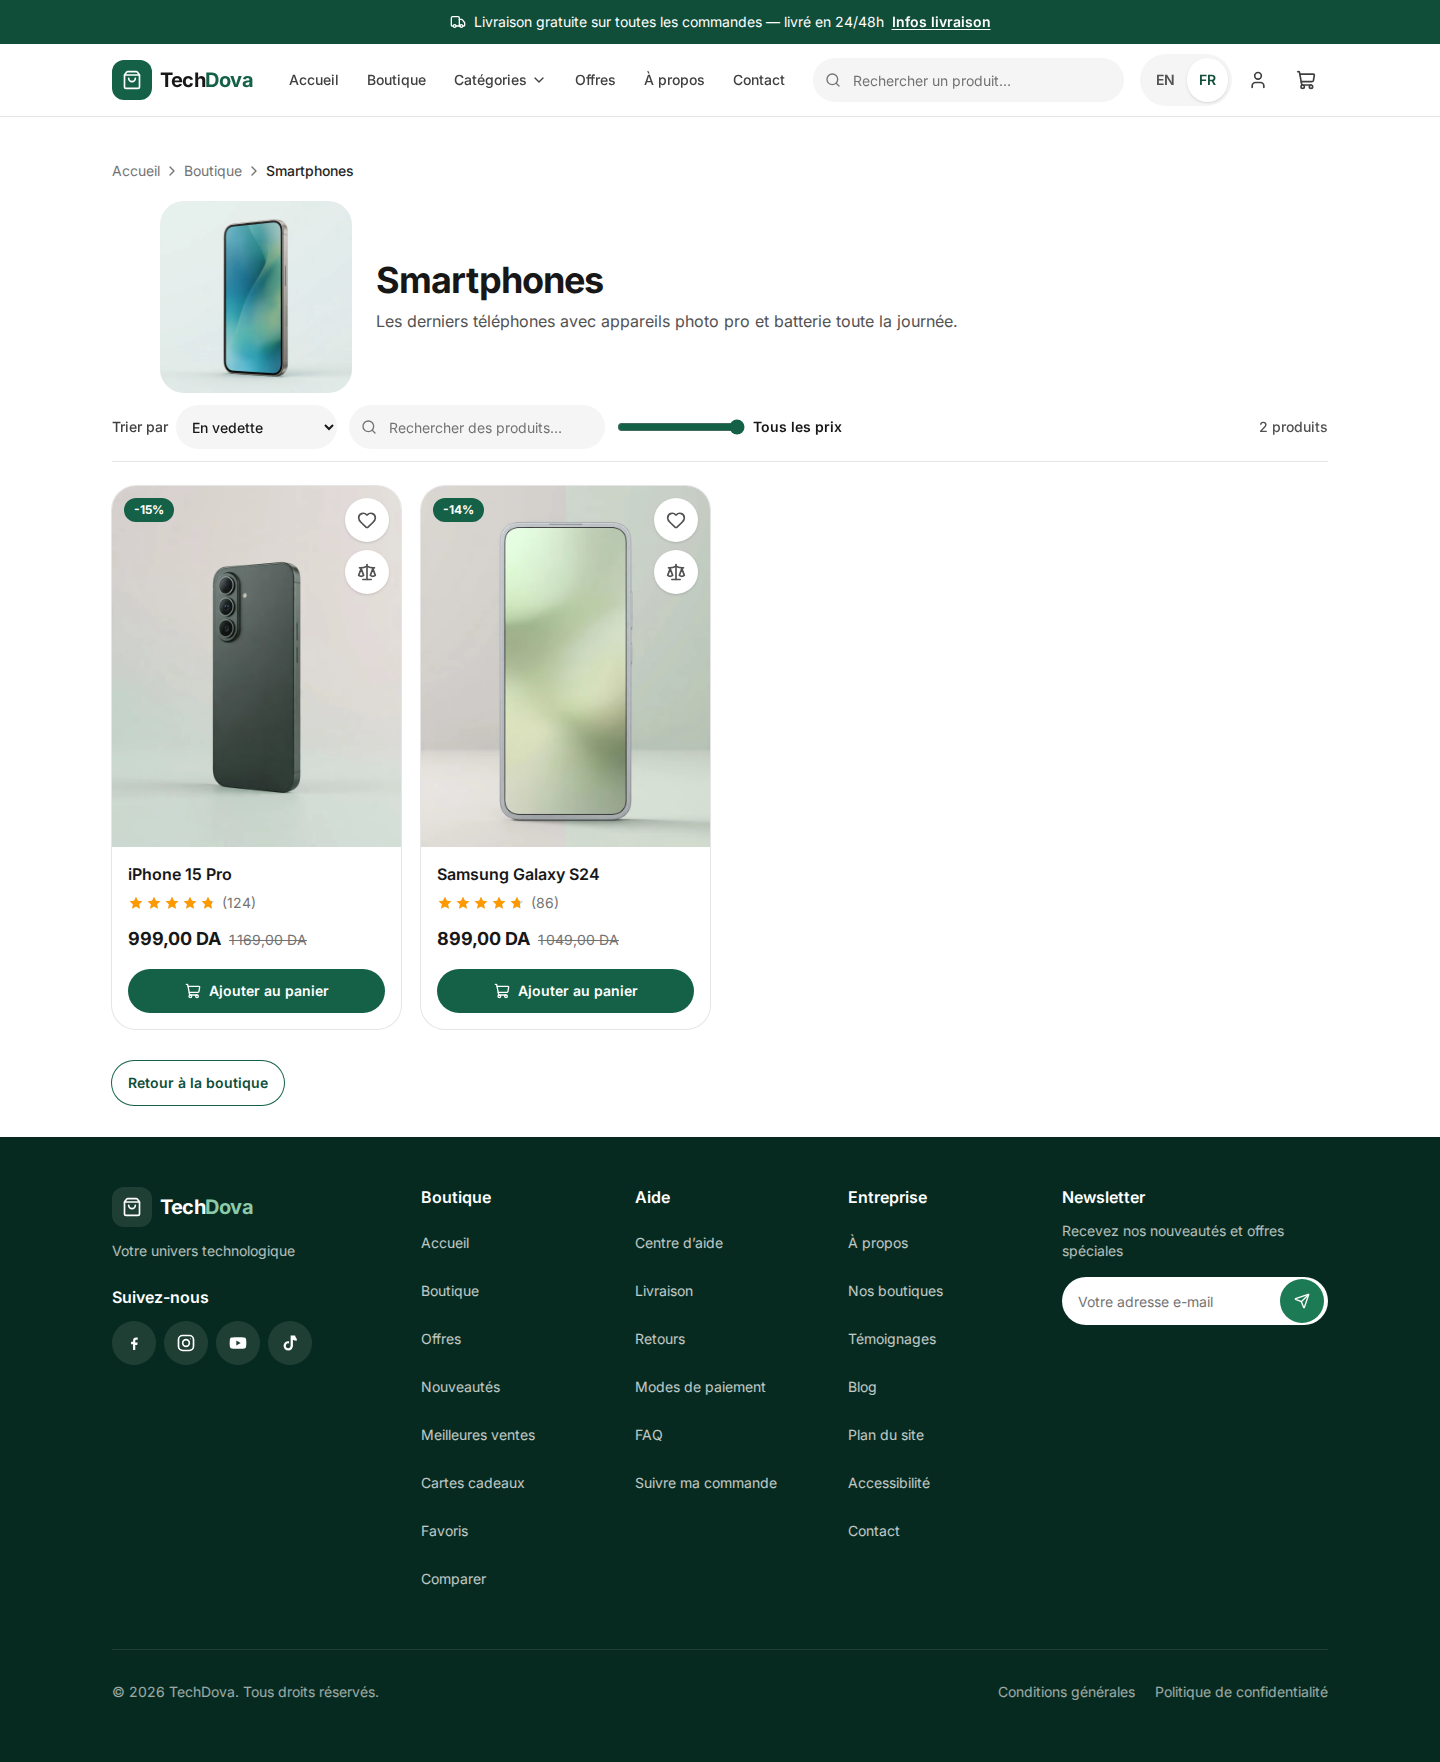 Livraison gratuite sur toutes les commandes — livré en 24/48h Infos livraison
TechDova
Accueil
Boutique
Catégories
Offres
À propos
Contact
Rechercher un produit...
EN
FR
Accueil > Boutique > Smartphones
Smartphones
Les derniers téléphones avec appareils photo pro et batterie toute la journée.
Trier par
En vedette
Rechercher des produits...
Tous les prix
2 produits
-15%
iPhone 15 Pro
(124)
999,00 DA 1 169,00 DA
Ajouter au panier
-14%
Samsung Galaxy S24
(86)
899,00 DA 1 049,00 DA
Ajouter au panier
Retour à la boutique
TechDova
Votre univers technologique
Suivez-nous
Boutique
Accueil
Boutique
Offres
Nouveautés
Meilleures ventes
Cartes cadeaux
Favoris
Comparer
Aide
Centre d’aide
Livraison
Retours
Modes de paiement
FAQ
Suivre ma commande
Entreprise
À propos
Nos boutiques
Témoignages
Blog
Plan du site
Accessibilité
Contact
Newsletter
Recevez nos nouveautés et offres
spéciales
Votre adresse e-mail
© 2026 TechDova. Tous droits réservés.
Conditions générales
Politique de confidentialité